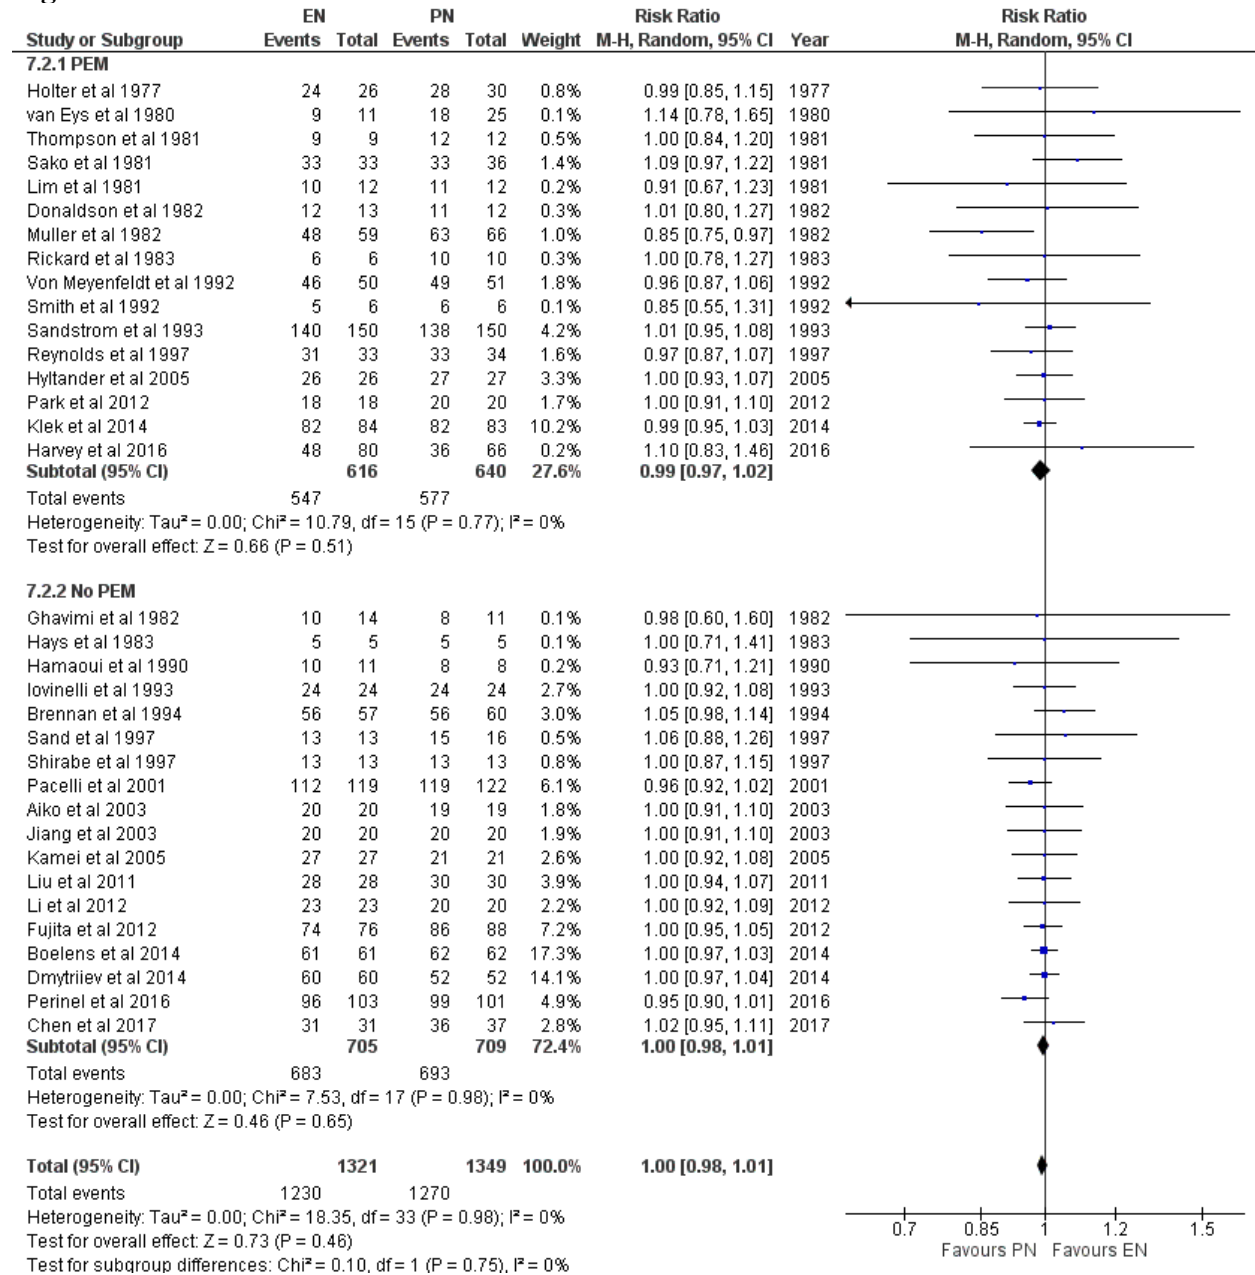 EN PN Risk Ratio Risk Ratio
Study or Subgroup Events Total Events Total Weight M-H, Random, 95% CI Year M-H, Random, 95% CI
7.2.1 PEM
Holter et al 1977 24 26 28 30 0.8% 0.99 [0.85, 1.15] 1977
van Eys et al 1980 9 11 18 25 0.1% 1.14 [0.78, 1.65] 1980
Thompson et al 1981 9 9 12 12 0.5% 1.00 [0.84, 1.20] 1981
Sako et al 1981 33 33 33 36 1.4% 1.09 [0.97, 1.22] 1981
Lim et al 1981 10 12 11 12 0.2% 0.91 [0.67, 1.23] 1981
Donaldson et al 1982 12 13 11 12 0.3% 1.01 [0.80, 1.27] 1982
Muller et al 1982 48 59 63 66 1.0% 0.85 [0.75, 0.97] 1982
Rickard et al 1983 6 6 10 10 0.3% 1.00 [0.78, 1.27] 1983
Von Meyenfeldt et al 1992 46 50 49 51 1.8% 0.96 [0.87, 1.06] 1992
Smith et al 1992 5 6 6 6 0.1% 0.85 [0.55, 1.31] 1992
Sandstrom et al 1993 140 150 138 150 4.2% 1.01 [0.95, 1.08] 1993
Reynolds et al 1997 31 33 33 34 1.6% 0.97 [0.87, 1.07] 1997
Hyltander et al 2005 26 26 27 27 3.3% 1.00 [0.93, 1.07] 2005
Park et al 2012 18 18 20 20 1.7% 1.00 [0.91, 1.10] 2012
Klek et al 2014 82 84 82 83 10.2% 0.99 [0.95, 1.03] 2014
Harvey et al 2016 48 80 36 66 0.2% 1.10 [0.83, 1.46] 2016
Subtotal (95% CI) 616 640 27.6% 0.99 [0.97, 1.02]
Total events 547 577
Heterogeneity: Tau² = 0.00; Chi² = 10.79, df = 15 (P = 0.77); I² = 0%
Test for overall effect: Z = 0.66 (P = 0.51)
7.2.2 No PEM
Ghavimi et al 1982 10 14 8 11 0.1% 0.98 [0.60, 1.60] 1982
Hays et al 1983 5 5 5 5 0.1% 1.00 [0.71, 1.41] 1983
Hamaoui et al 1990 10 11 8 8 0.2% 0.93 [0.71, 1.21] 1990
Iovinelli et al 1993 24 24 24 24 2.7% 1.00 [0.92, 1.08] 1993
Brennan et al 1994 56 57 56 60 3.0% 1.05 [0.98, 1.14] 1994
Sand et al 1997 13 13 15 16 0.5% 1.06 [0.88, 1.26] 1997
Shirabe et al 1997 13 13 13 13 0.8% 1.00 [0.87, 1.15] 1997
Pacelli et al 2001 112 119 119 122 6.1% 0.96 [0.92, 1.02] 2001
Aiko et al 2003 20 20 19 19 1.8% 1.00 [0.91, 1.10] 2003
Jiang et al 2003 20 20 20 20 1.9% 1.00 [0.91, 1.10] 2003
Kamei et al 2005 27 27 21 21 2.6% 1.00 [0.92, 1.08] 2005
Liu et al 2011 28 28 30 30 3.9% 1.00 [0.94, 1.07] 2011
Li et al 2012 23 23 20 20 2.2% 1.00 [0.92, 1.09] 2012
Fujita et al 2012 74 76 86 88 7.2% 1.00 [0.95, 1.05] 2012
Boelens et al 2014 61 61 62 62 17.3% 1.00 [0.97, 1.03] 2014
Dmytriiev et al 2014 60 60 52 52 14.1% 1.00 [0.97, 1.04] 2014
Perinel et al 2016 96 103 99 101 4.9% 0.95 [0.90, 1.01] 2016
Chen et al 2017 31 31 36 37 2.8% 1.02 [0.95, 1.11] 2017
Subtotal (95% CI) 705 709 72.4% 1.00 [0.98, 1.01]
Total events 683 693
Heterogeneity: Tau² = 0.00; Chi² = 7.53, df = 17 (P = 0.98); I² = 0%
Test for overall effect: Z = 0.46 (P = 0.65)
Total (95% CI) 1321 1349 100.0% 1.00 [0.98, 1.01]
Total events 1230 1270
Heterogeneity: Tau² = 0.00; Chi² = 18.35, df = 33 (P = 0.98); I² = 0%
Test for overall effect: Z = 0.73 (P = 0.46)
Test for subgroup differences: Chi² = 0.10, df = 1 (P = 0.75), I² = 0%
0.7 0.85 1 1.2 1.5
Favours PN Favours EN